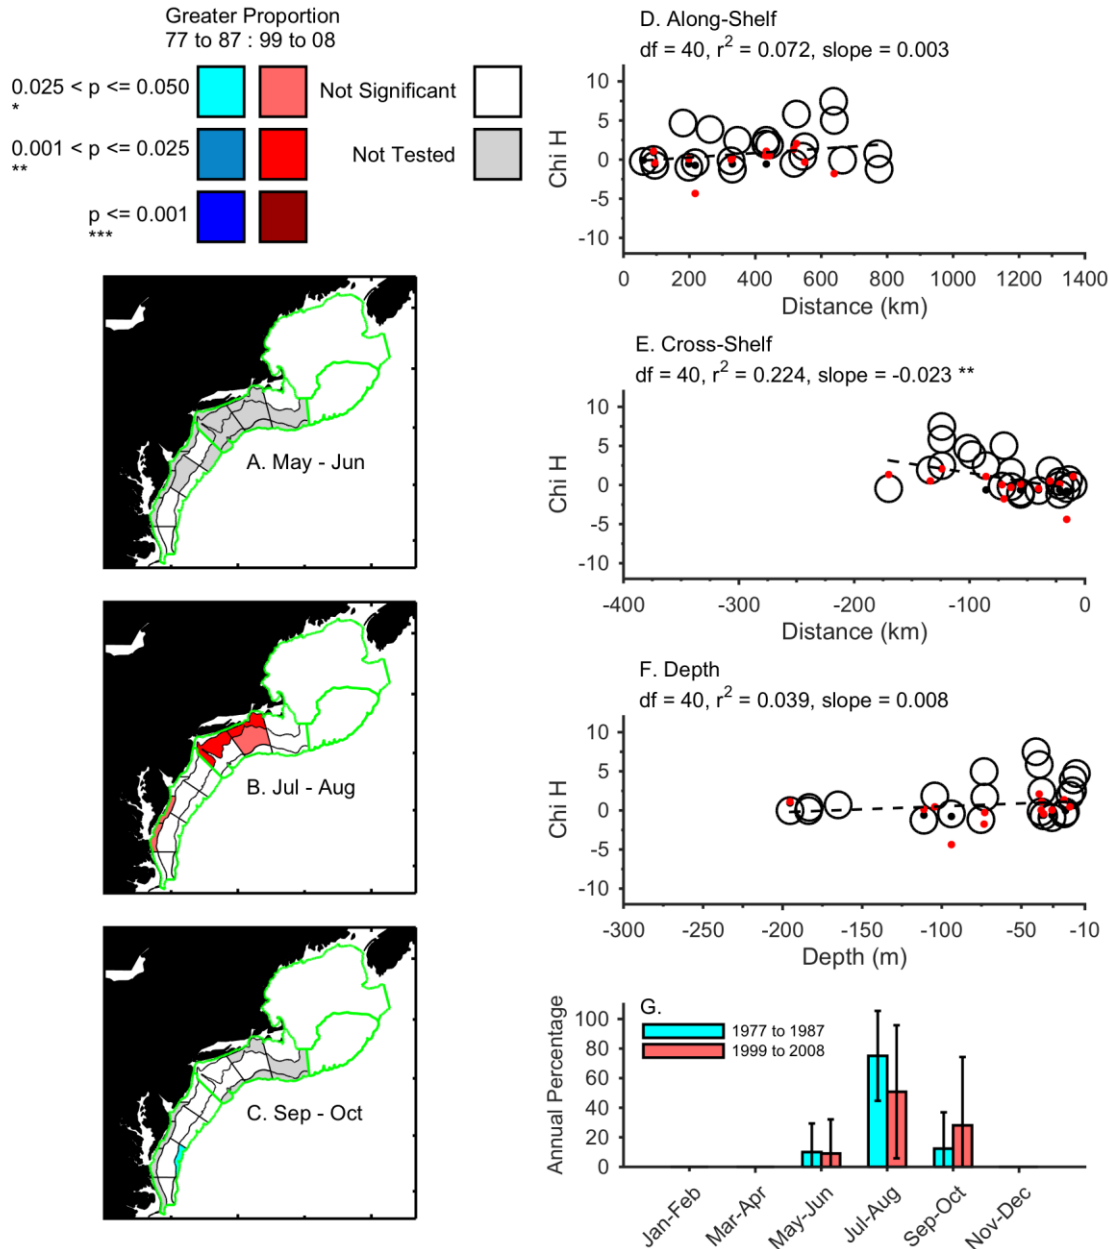 Greater Proportion
77 to 87 : 99 to 08
0.025 < p <= 0.050
*
0.001 < p <= 0.025
**
p <= 0.001
***
Not Significant
Not Tested
A. May - Jun
B. Jul - Aug
C. Sep - Oct
D. Along-Shelf
df = 40, r² = 0.072, slope = 0.003
Chi H
10
5
0
-5
-10
0 200 400 600 800 1000 1200 1400
Distance (km)
E. Cross-Shelf
df = 40, r² = 0.224, slope = -0.023 **
Chi H
10
5
0
-5
-10
-400 -300 -200 -100 0
Distance (km)
F. Depth
df = 40, r² = 0.039, slope = 0.008
Chi H
10
5
0
-5
-10
-300 -250 -200 -150 -100 -50 -10
Depth (m)
G.
1977 to 1987
1999 to 2008
Annual Percentage
100
80
60
40
20
0
Jan-Feb Mar-Apr May-Jun Jul-Aug Sep-Oct Nov-Dec